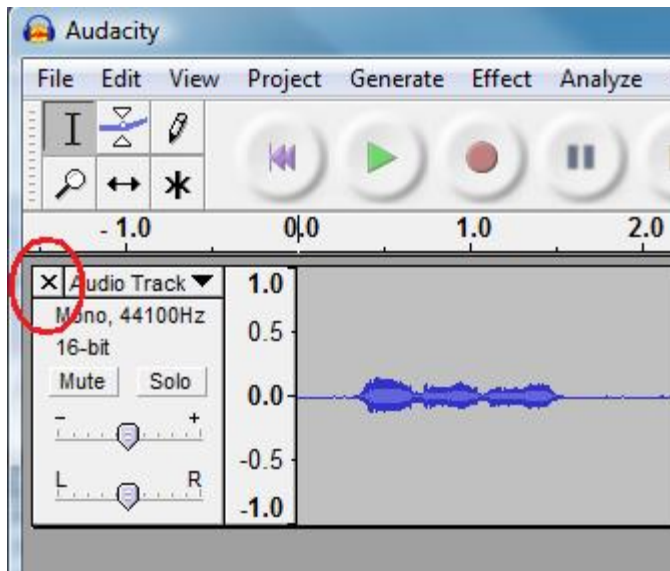 Audacity
File Edit View Project Generate Effect Analyze
- 1.0 0.0 1.0 2.0
X Audio Track
Mono, 44100Hz
16-bit
Mute Solo
- +
L R
1.0
0.5
0.0
-0.5
-1.0